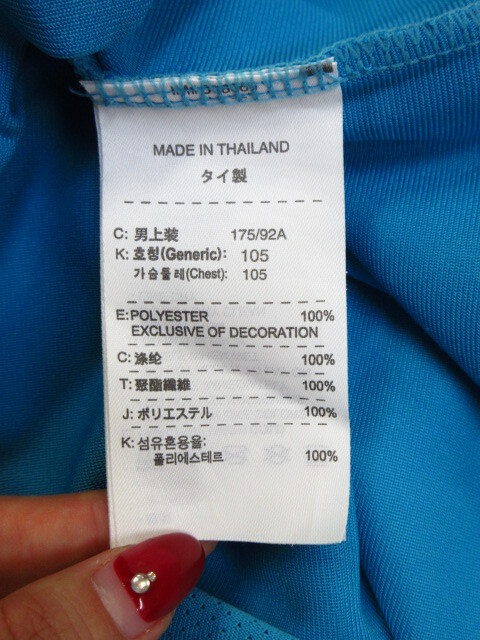 MADE IN THAILAND
タイ製
C: 男上装 175/92A
K: 호칭(Generic): 105
가슴둘레(Chest): 105
E: POLYESTER 100%
EXCLUSIVE OF DECORATION
C: 涤纶 100%
T: 聚酯纖維 100%
J: ポリエステル 100%
K: 섬유혼용율:
폴리에스테르 100%